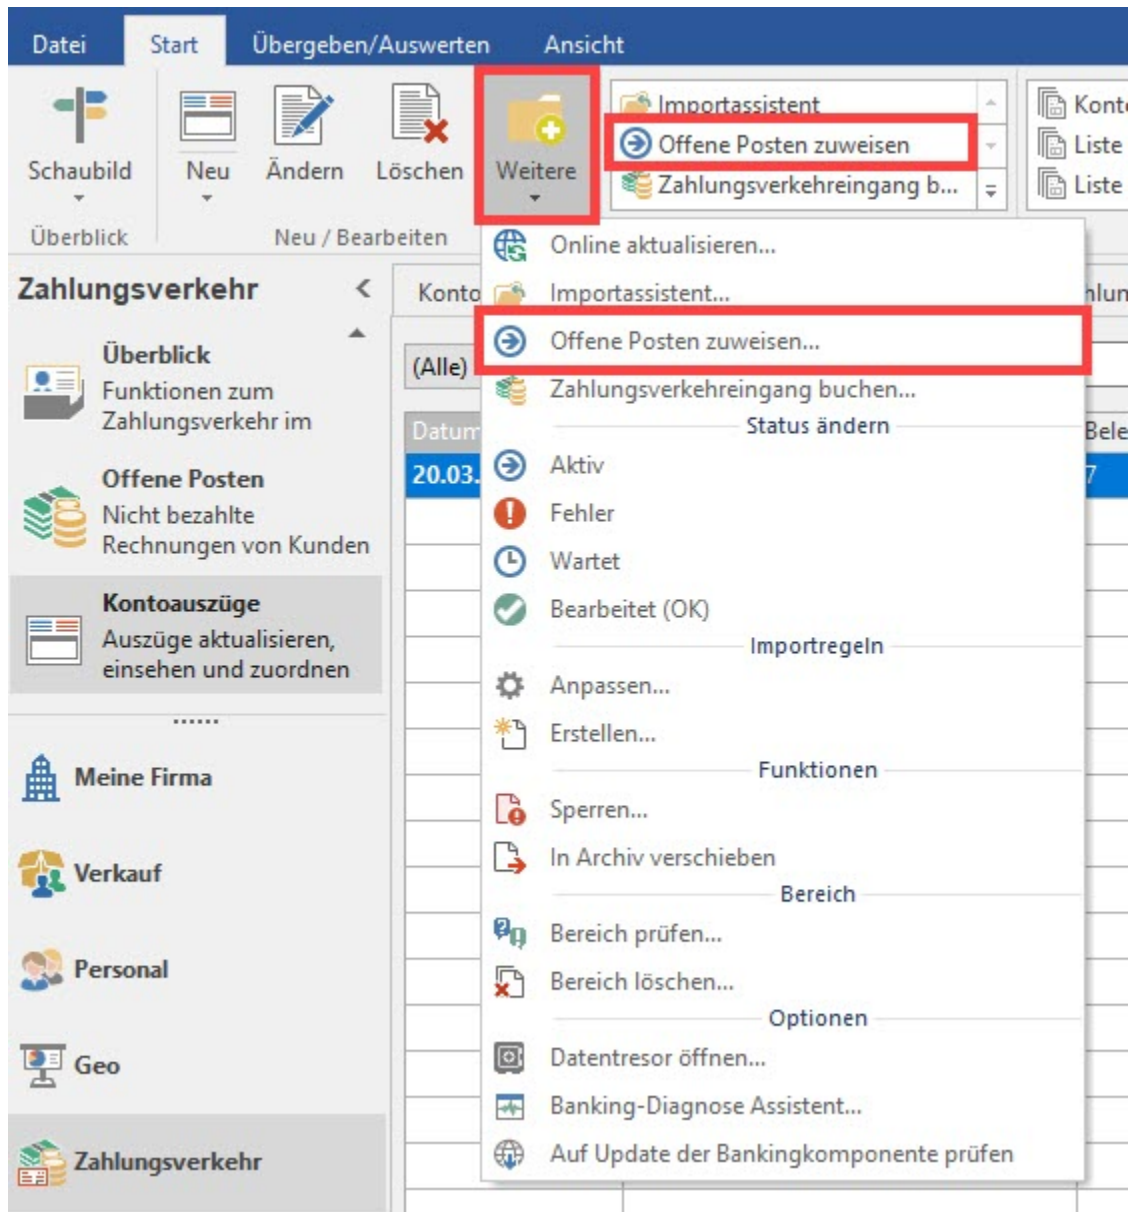 Datei Start Übergeben/Auswerten Ansicht
Importassistent
Offene Posten zuweisen
Zahlungsverkehreingang b...
Liste
Liste
Schaubild
Neu
Ändern
Löschen
Weitere
Überblick
Neu / Bearbeiten
Zahlungsverkehr
Überblick
Funktionen zum
Zahlungsverkehr im
Offene Posten
Nicht bezahlte
Rechnungen von Kunden
Kontoauszüge
Auszüge aktualisieren,
einsehen und zuordnen
Meine Firma
Verkauf
Personal
Geo
Zahlungsverkehr
(Alle)
Datum
20.03.
7
Online aktualisieren...
Importassistent...
Offene Posten zuweisen...
Zahlungsverkehreingang buchen...
Status ändern
Aktiv
Fehler
Wartet
Bearbeitet (OK)
Importregeln
Anpassen...
Erstellen...
Funktionen
Sperren...
In Archiv verschieben
Bereich
Bereich prüfen...
Bereich löschen...
Optionen
Datentresor öffnen...
Banking-Diagnose Assistent...
Auf Update der Bankingkomponente prüfen